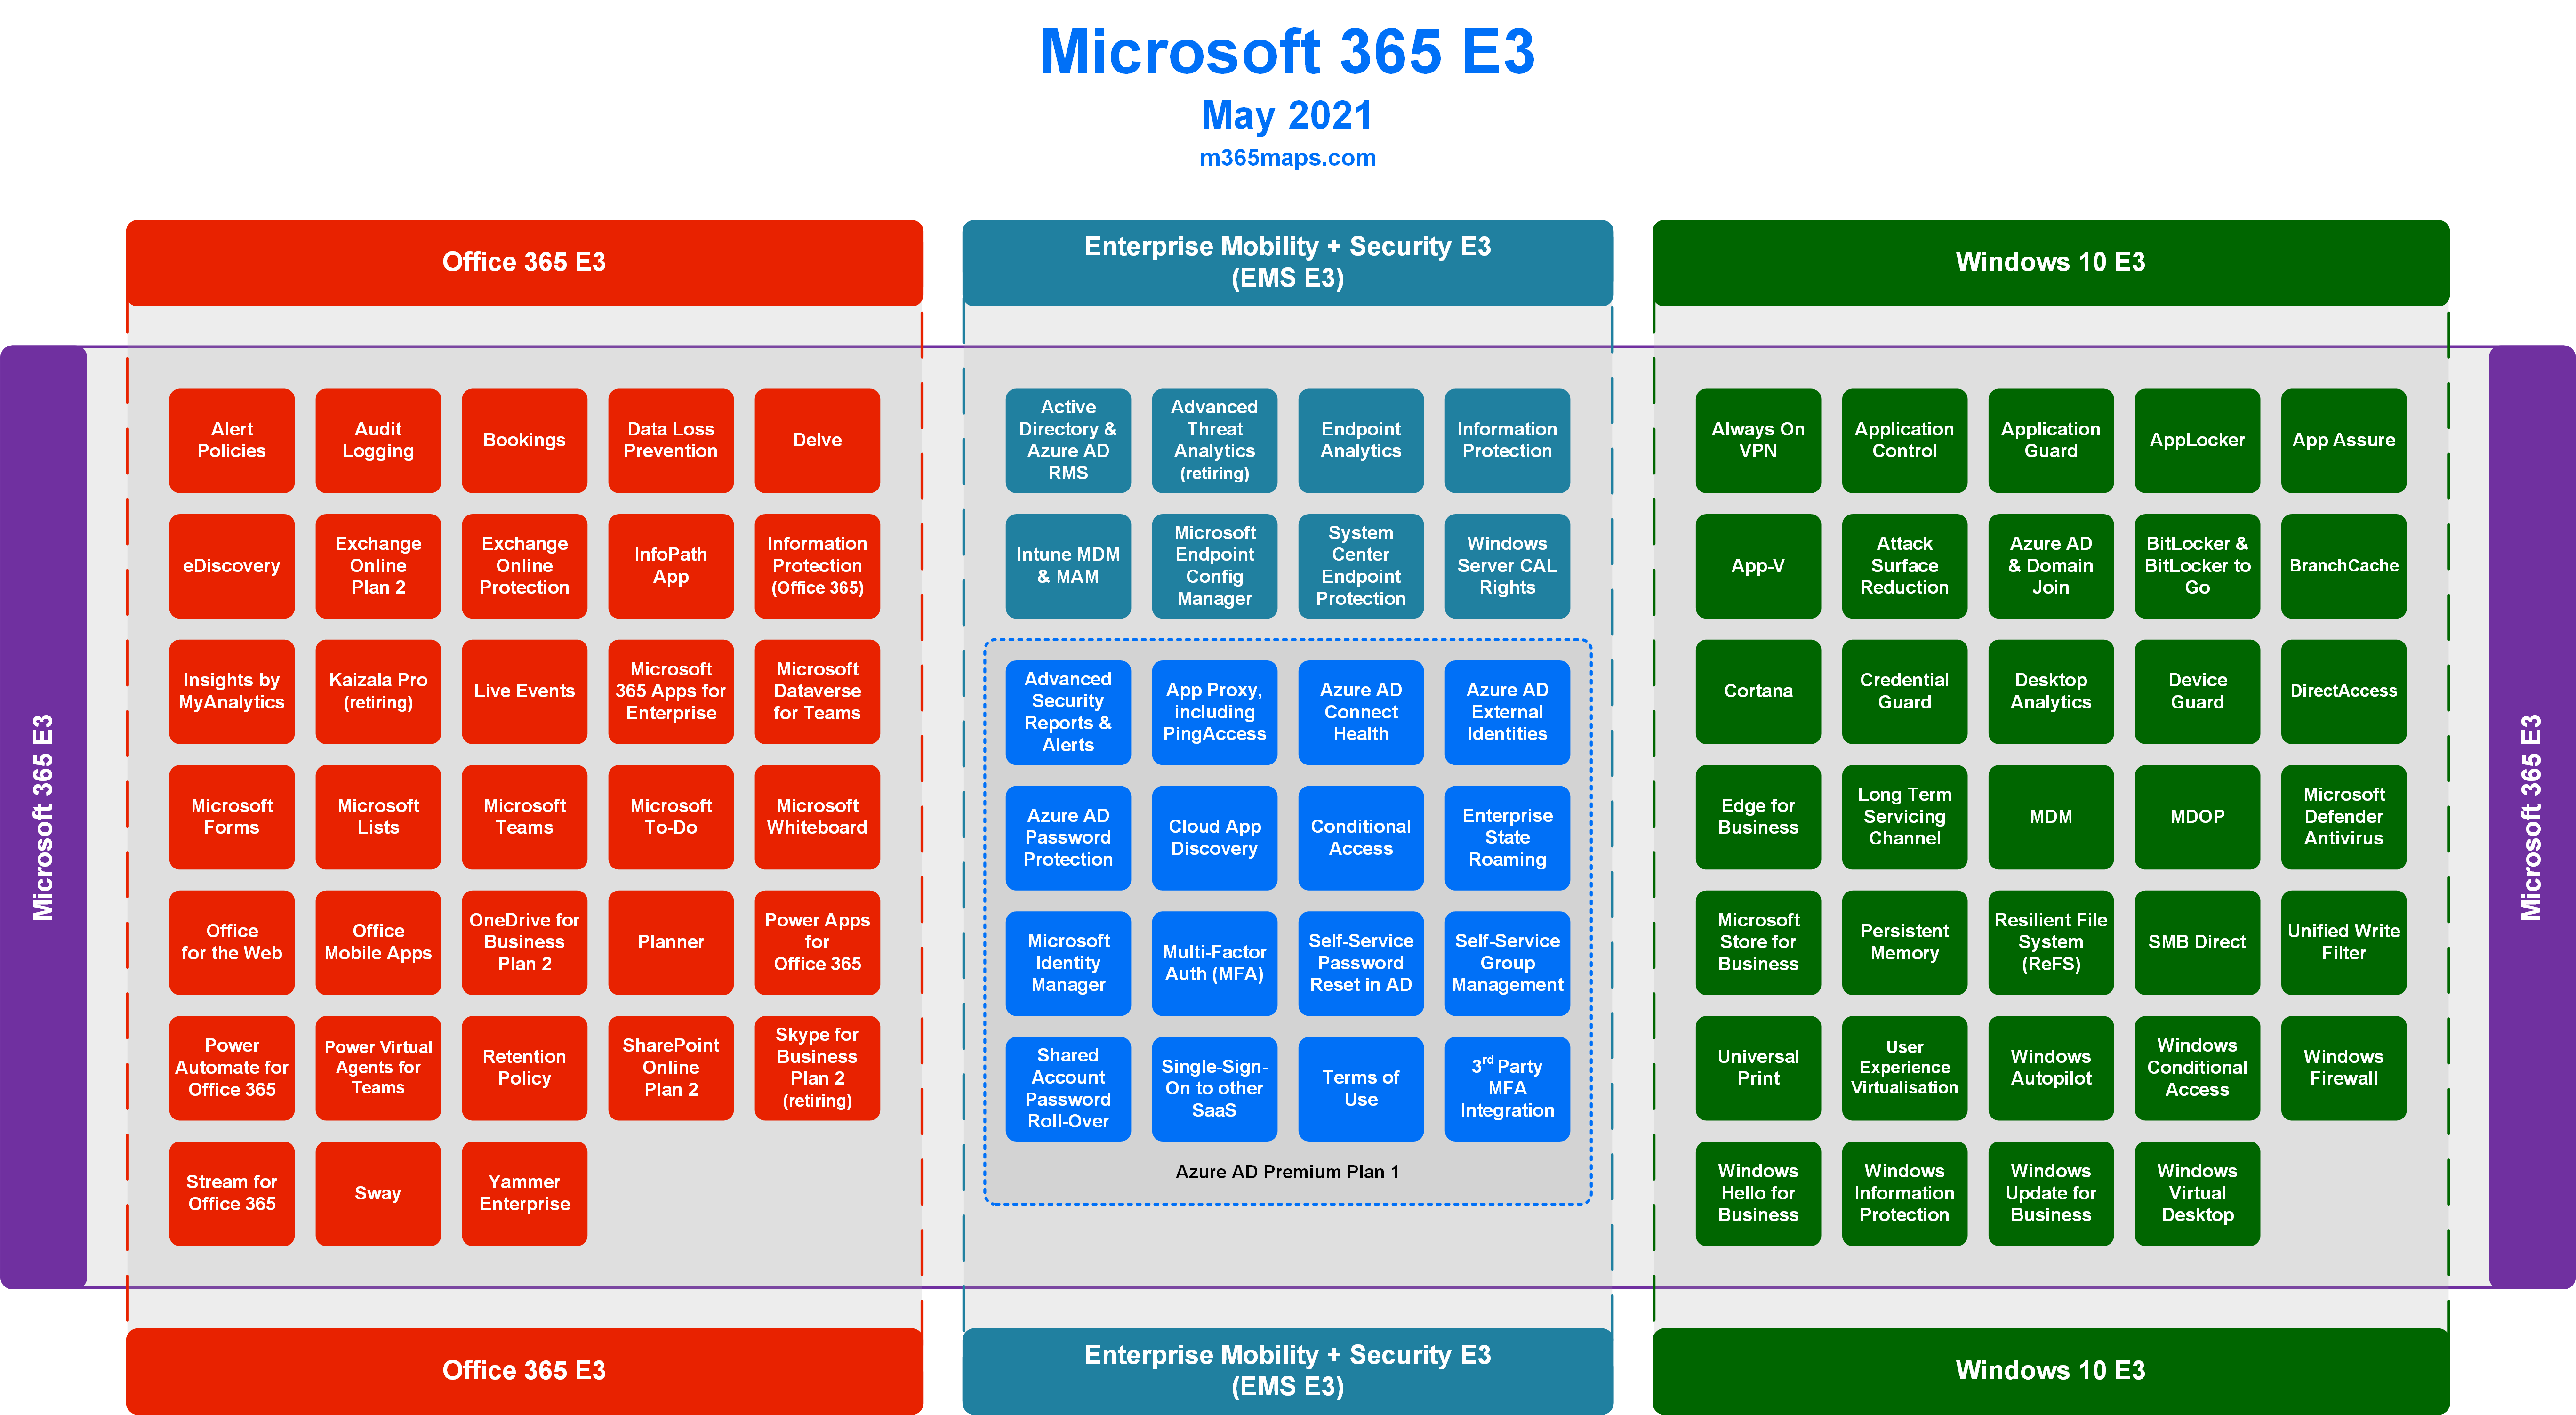 Microsoft 365 E3
May 2021
m365maps.com
Office 365 E3
Enterprise Mobility + Security E3
(EMS E3)
Windows 10 E3
Microsoft 365 E3
Alert
Policies
Audit
Logging
Bookings
Data Loss
Prevention
Delve
eDiscovery
Exchange
Online
Plan 2
Exchange
Online
Protection
InfoPath
App
Information
Protection
(Office 365)
Insights by
MyAnalytics
Kaizala Pro
(retiring)
Live Events
Microsoft
365 Apps for
Enterprise
Microsoft
Dataverse
for Teams
Microsoft
Forms
Microsoft
Lists
Microsoft
Teams
Microsoft
To-Do
Microsoft
Whiteboard
Office
for the Web
Office
Mobile Apps
OneDrive for
Business
Plan 2
Planner
Power Apps
for
Office 365
Power
Automate for
Office 365
Power Virtual
Agents for
Teams
Retention
Policy
SharePoint
Online
Plan 2
Skype for
Business
Plan 2
(retiring)
Stream for
Office 365
Sway
Yammer
Enterprise
Active
Directory &
Azure AD
RMS
Advanced
Threat
Analytics
(retiring)
Endpoint
Analytics
Information
Protection
Intune MDM
& MAM
Microsoft
Endpoint
Config
Manager
System
Center
Endpoint
Protection
Windows
Server CAL
Rights
Advanced
Security
Reports &
Alerts
App Proxy,
including
PingAccess
Azure AD
Connect
Health
Azure AD
External
Identities
Azure AD
Password
Protection
Cloud App
Discovery
Conditional
Access
Enterprise
State
Roaming
Microsoft
Identity
Manager
Multi-Factor
Auth (MFA)
Self-Service
Password
Reset in AD
Self-Service
Group
Management
Shared
Account
Password
Roll-Over
Single-Sign-
On to other
SaaS
Terms of
Use
3rd Party
MFA
Integration
Azure AD Premium Plan 1
Always On
VPN
Application
Control
Application
Guard
AppLocker
App Assure
App-V
Attack
Surface
Reduction
Azure AD
& Domain
Join
BitLocker &
BitLocker to
Go
BranchCache
Cortana
Credential
Guard
Desktop
Analytics
Device
Guard
DirectAccess
Edge for
Business
Long Term
Servicing
Channel
MDM
MDOP
Microsoft
Defender
Antivirus
Microsoft
Store for
Business
Persistent
Memory
Resilient File
System
(ReFS)
SMB Direct
Unified Write
Filter
Universal
Print
User
Experience
Virtualisation
Windows
Autopilot
Windows
Conditional
Access
Windows
Firewall
Windows
Hello for
Business
Windows
Information
Protection
Windows
Update for
Business
Windows
Virtual
Desktop
Microsoft 365 E3
Office 365 E3
Enterprise Mobility + Security E3
(EMS E3)
Windows 10 E3